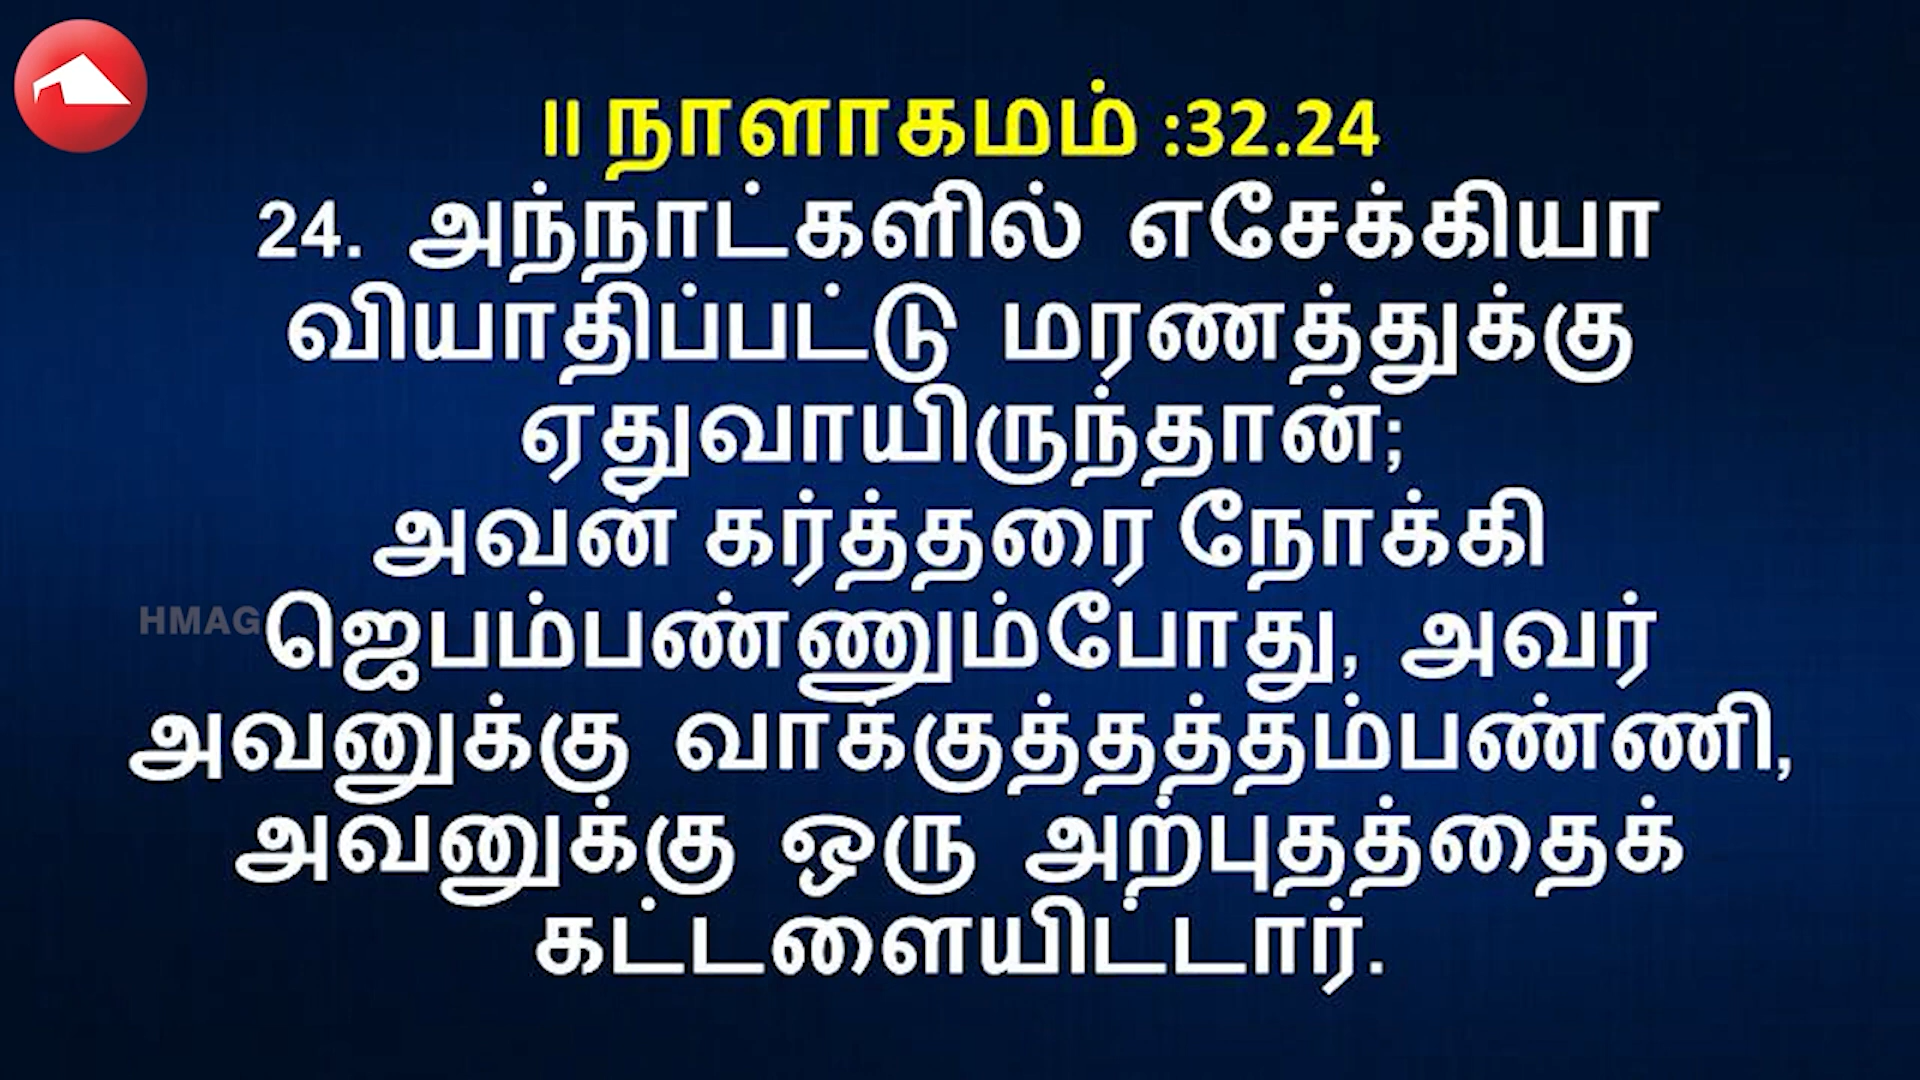 II நாளாகமம் :32.24
24. அந்நாட்களில் எசேக்கியா
வியாதிப்பட்டு மரணத்துக்கு
ஏதுவாயிருந்தான்;
அவன் கர்த்தரை நோக்கி
HMAG
ஜெபம்பண்ணும்போது, அவர்
அவனுக்கு வாக்குத்தத்தம்பண்ணி,
அவனுக்கு ஒரு அற்புதத்தைக்
கட்டளையிட்டார்.